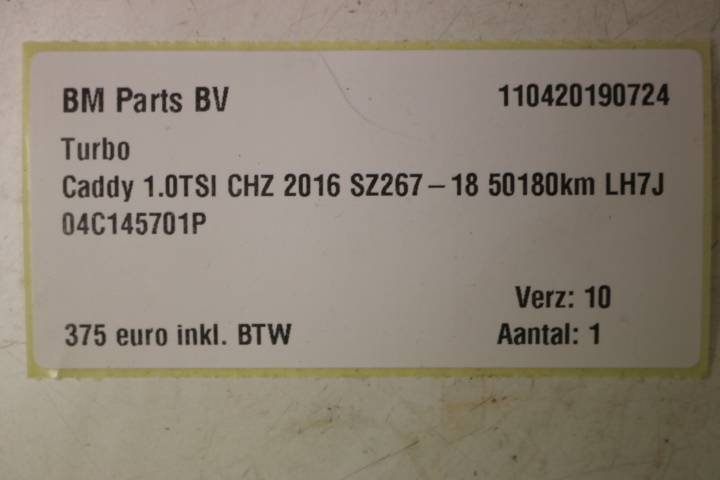 BM Parts BV 110420190724
Turbo
Caddy 1.0TSI CHZ 2016 SZ267-18 50180km LH7J
04C145701P
Verz: 10
375 euro inkl. BTW Aantal: 1